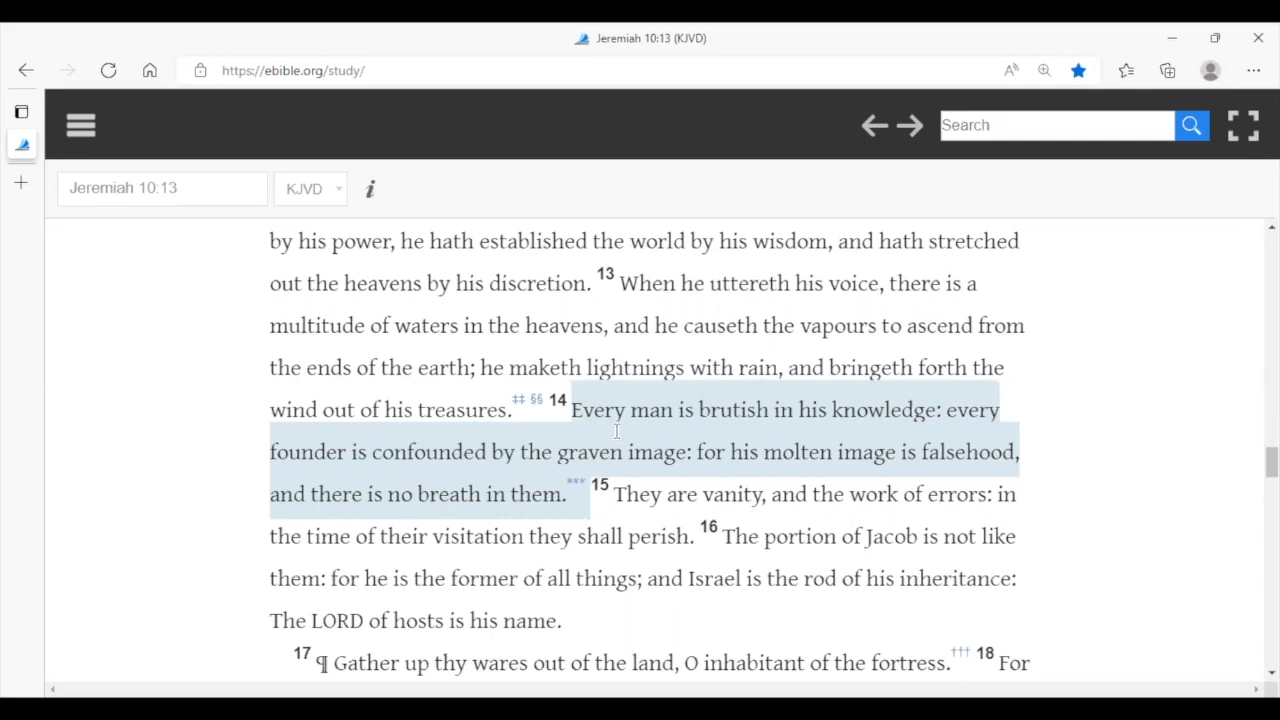 Jeremiah 10:13 (KJVD)
https://ebible.org/study/
Search
Jeremiah 10:13 KJVD i
by his power, he hath established the world by his wisdom, and hath stretched
out the heavens by his discretion. 13 When he uttereth his voice, there is a
multitude of waters in the heavens, and he causeth the vapours to ascend from
the ends of the earth; he maketh lightnings with rain, and bringeth forth the
wind out of his treasures.‡‡ §§ 14 Every man is brutish in his knowledge: every
founder is confounded by the graven image: for his molten image is falsehood,
and there is no breath in them.*** 15 They are vanity, and the work of errors: in
the time of their visitation they shall perish. 16 The portion of Jacob is not like
them: for he is the former of all things; and Israel is the rod of his inheritance:
The LORD of hosts is his name.
17 ¶ Gather up thy wares out of the land, O inhabitant of the fortress.††† 18 For